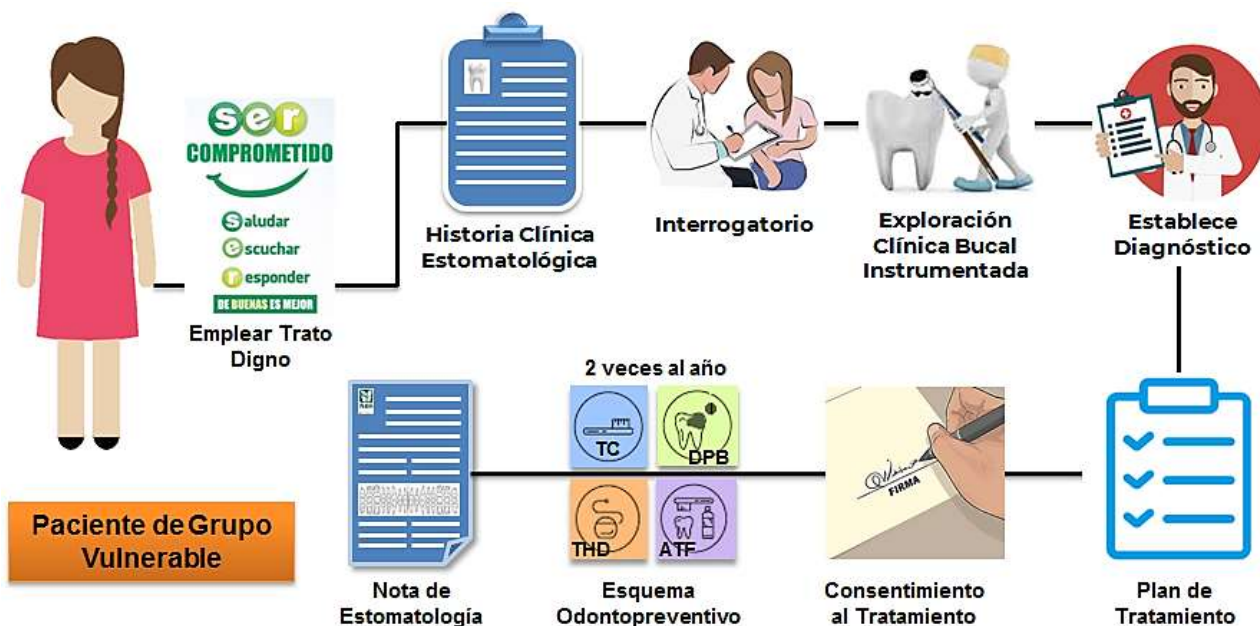 ser
COMPROMETIDO
Saludar
escuchar
responder
DE BUENAS ES MEJOR
Emplear Trato
Digno
Historia Clínica
Estomatológica
Interrogatorio
Exploración
Clínica Bucal
Instrumentada
Establece
Diagnóstico
Paciente de Grupo
Vulnerable
Nota de
Estomatología
2 veces al año
TC
DPB
THD
ATF
Esquema
Odontopreventivo
FIRMA
Consentimiento
al Tratamiento
Plan de
Tratamiento